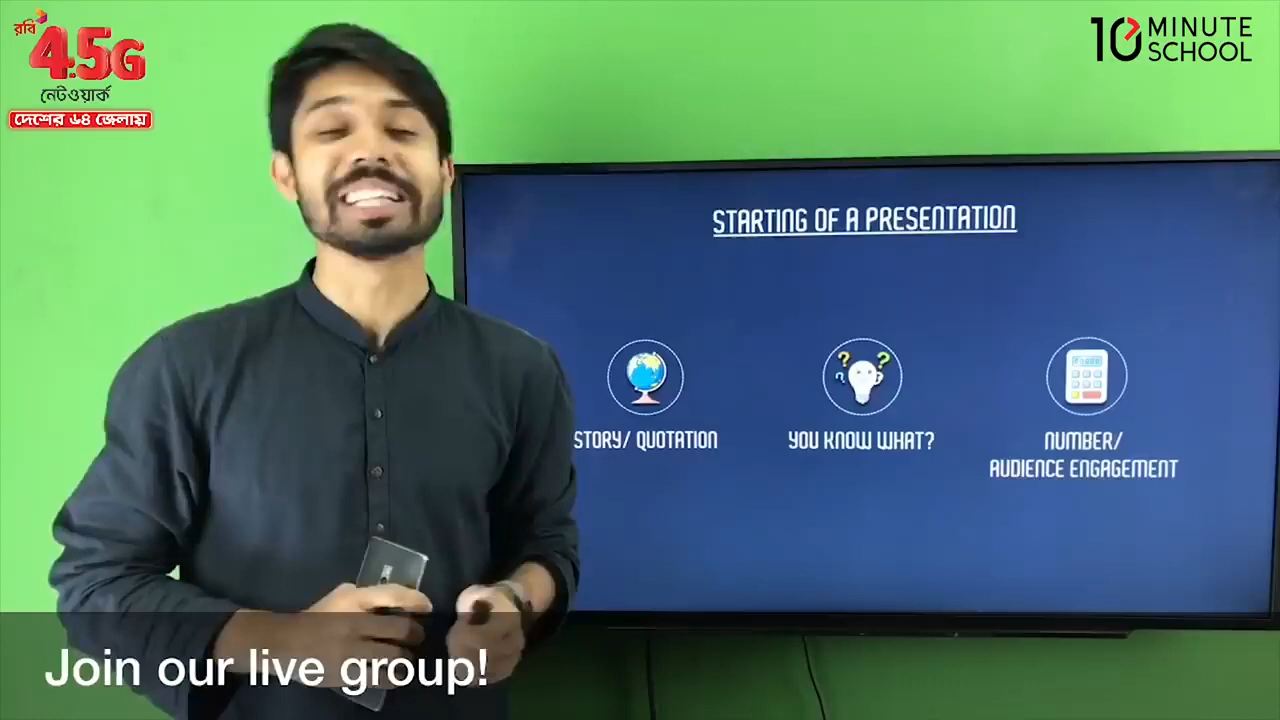 রবি
4.5G
নেটওয়ার্ক
দেশের ৬৪ জেলায়
10 MINUTE
SCHOOL
STARTING OF A PRESENTATION
STORY/ QUOTATION
YOU KNOW WHAT?
NUMBER/
AUDIENCE ENGAGEMENT
Join our live group!